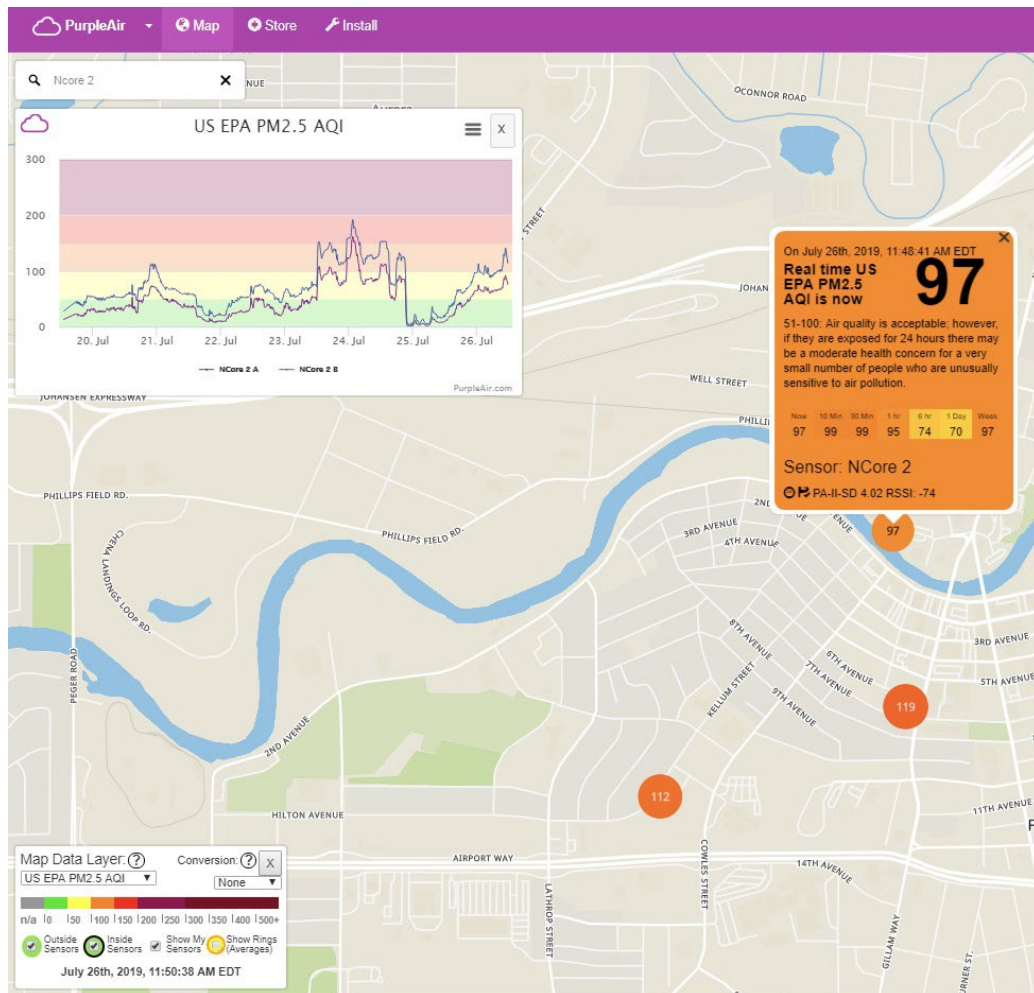 PurpleAir
Map
Store
Install
Ncore 2
NUE
OCONNOR ROAD
US EPA PM2.5 AQI
X
300
200
100
0
20. Jul
21. Jul
22. Jul
23. Jul
24. Jul
25. Jul
26. Jul
NCore 2 A
NCore 2 B
PurpleAir.com
STREET
JOHAN
On July 26th, 2019, 11:48:41 AM EDT
Real time US
EPA PM2.5
AQI is now
97
51-100: Air quality is acceptable; however,
if they are exposed for 24 hours there may
be a moderate health concern for a very
small number of people who are unusually
sensitive to air pollution.
Now 10 Min 30 Min 1 hr 6 hr 1 Day Week
97 99 99 95 74 70 97
Sensor: NCore 2
PA-II-SD 4.02 RSSI: -74
WELL STREET
JOHANSEN EXPRESSWAY
PHILLI
PHILLIPS FIELD RD.
PHILLIPS FIELD RD.
CHENA
LANDINGS LOOP RD.
2ND
3RD AVENUE
4TH AVENUE
97
8TH AVENUE
6TH AVENUE
7TH AVENUE
9TH AVENUE
3RD AVENUE
5TH AVENUE
KELLUM STREET
PEGER ROAD
2ND AVENUE
119
112
HILTON AVENUE
11TH AVENUE
AIRPORT WAY
14TH AVENUE
LATHROP STREET
COWLES STREET
GILLAM WAY
URNER ST.
Map Data Layer: ?
Conversion: ?
X
US EPA PM2.5 AQI
None
n/a |0 |50 |100 |150 |200 |250 |300 |350 |400 |500+
Outside
Sensors
Inside
Sensors
Show My
Sensors
Show Rings
(Averages)
July 26th, 2019, 11:50:38 AM EDT